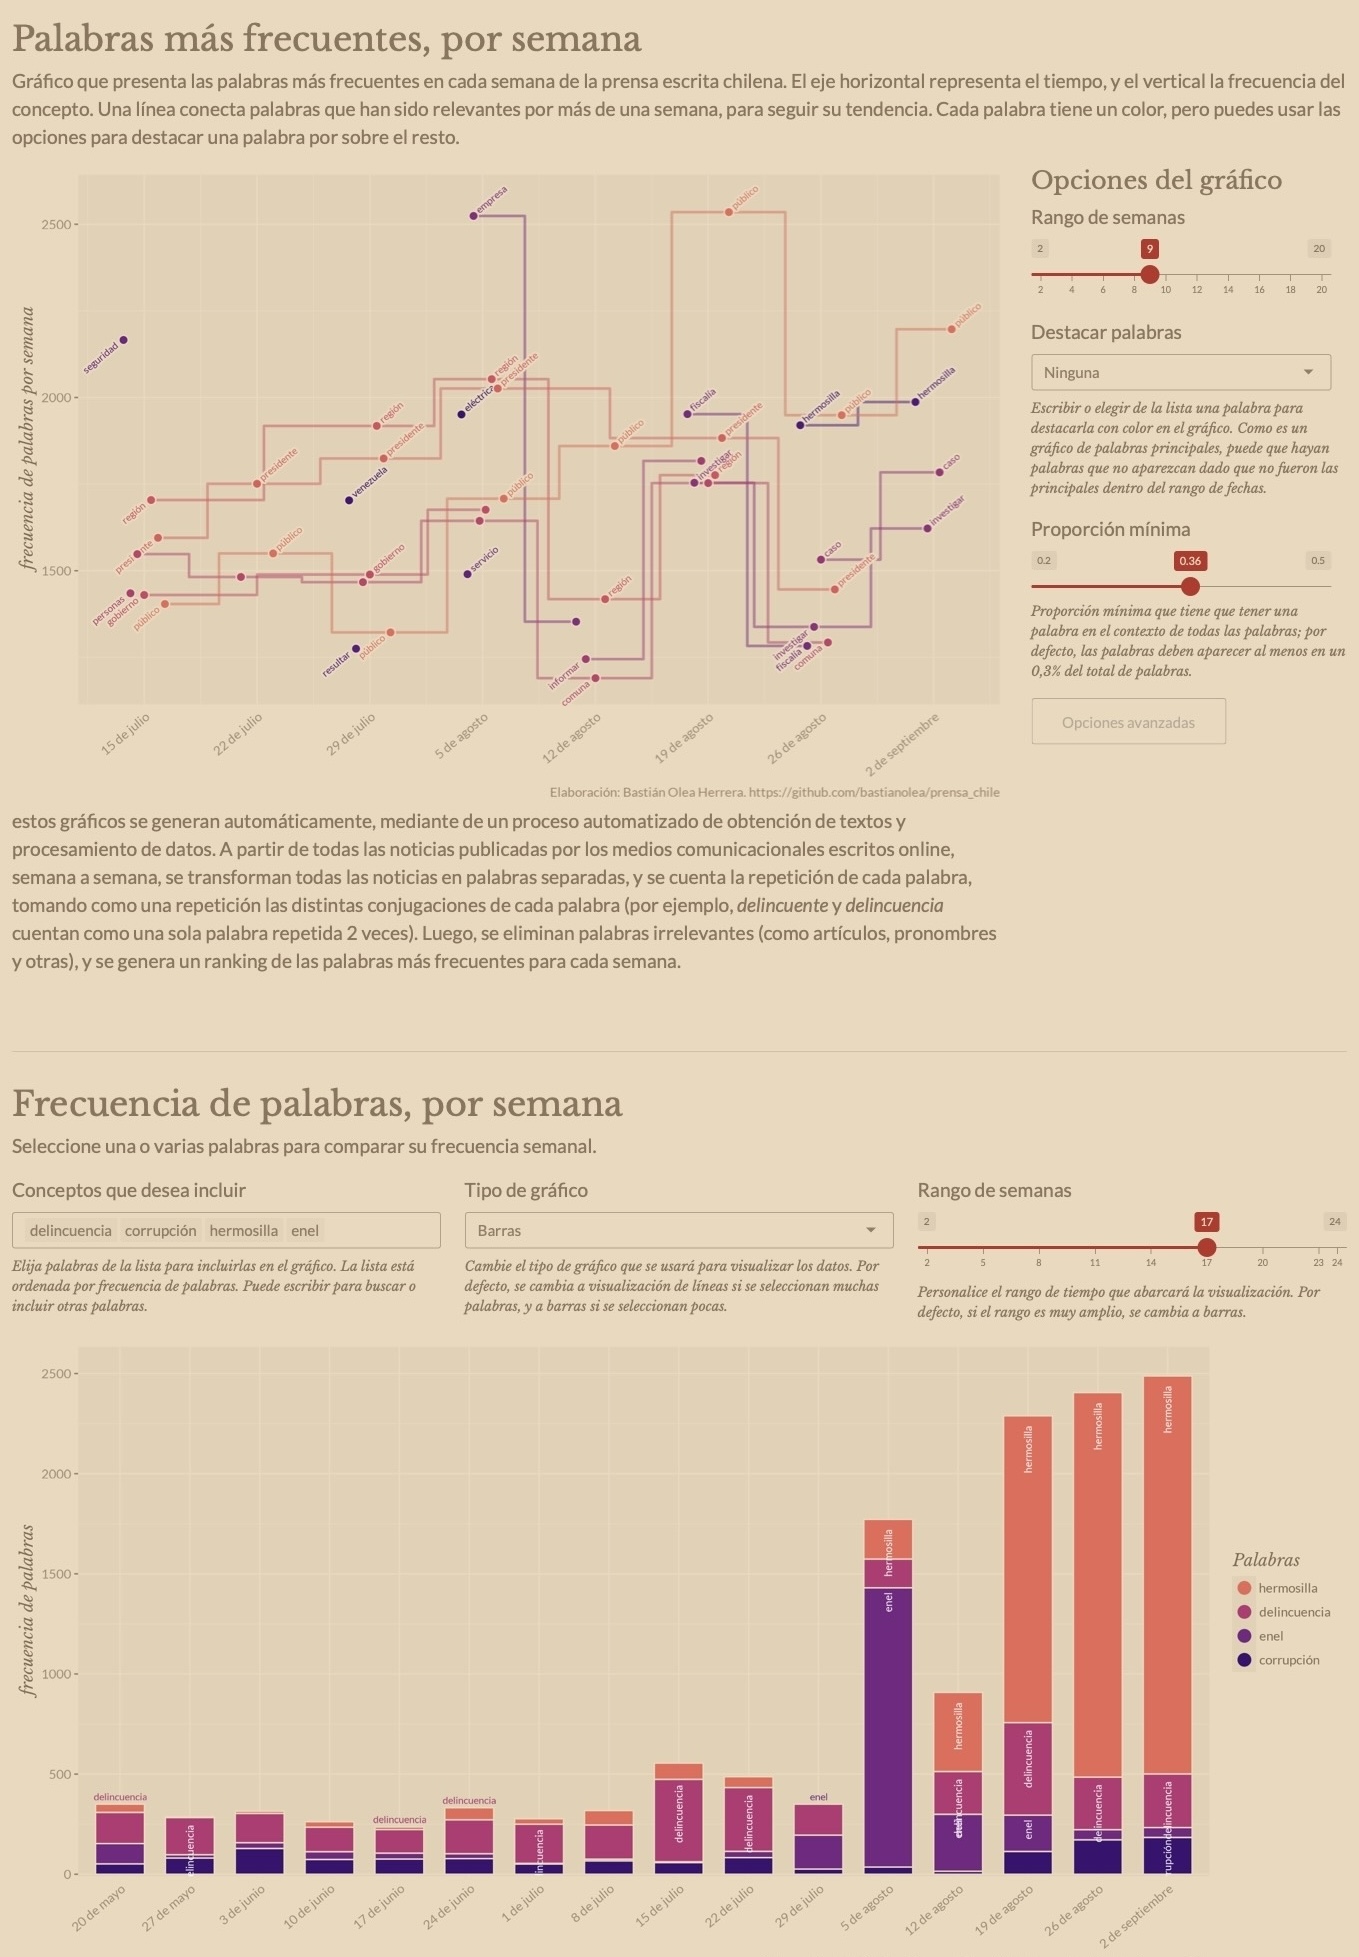 Palabras más frecuentes, por semana
Gráfico que presenta las palabras más frecuentes en cada semana de la prensa escrita chilena. El eje horizontal representa el tiempo, y el vertical la frecuencia del
concepto. Una línea conecta palabras que han sido relevantes por más de una semana, para seguir su tendencia. Cada palabra tiene un color, pero puedes usar las
opciones para destacar una palabra por sobre el resto.
frecuencia de palabras por semana
2500
2000
1500
seguridad
región
presidente
personas
gobierno
público
presidente
público
región
presidente
venezuela
gobierno
resultar
público
empresa
región
presidente
eléctrica
público
servicio
público
región
informar
comuna
público
fiscalía
presidente
investigar
región
hermosilla
público
caso
presidente
investigar
fiscalía
comuna
público
hermosilla
caso
investigar
15 de julio
22 de julio
29 de julio
5 de agosto
12 de agosto
19 de agosto
26 de agosto
2 de septiembre
Elaboración: Bastián Olea Herrera. https://github.com/bastianolea/prensa_chile
Opciones del gráfico
Rango de semanas
2 9 20
2 4 6 8 10 12 14 16 18 20
Destacar palabras
Ninguna
Escribir o elegir de la lista una palabra para
destacarla con color en el gráfico. Como es un
gráfico de palabras principales, puede que hayan
palabras que no aparezcan dado que no fueron las
principales dentro del rango de fechas.
Proporción mínima
0.2 0.36 0.5
Proporción mínima que tiene que tener una
palabra en el contexto de todas las palabras; por
defecto, las palabras deben aparecer al menos en un
0,3% del total de palabras.
Opciones avanzadas
estos gráficos se generan automáticamente, mediante de un proceso automatizado de obtención de textos y
procesamiento de datos. A partir de todas las noticias publicadas por los medios comunicacionales escritos online,
semana a semana, se transforman todas las noticias en palabras separadas, y se cuenta la repetición de cada palabra,
tomando como una repetición las distintas conjugaciones de cada palabra (por ejemplo, delincuente y delincuencia
cuentan como una sola palabra repetida 2 veces). Luego, se eliminan palabras irrelevantes (como artículos, pronombres
y otras), y se genera un ranking de las palabras más frecuentes para cada semana.
Frecuencia de palabras, por semana
Seleccione una o varias palabras para comparar su frecuencia semanal.
Conceptos que desea incluir
delincuencia corrupción hermosilla enel
Elija palabras de la lista para incluirlas en el gráfico. La lista está
ordenada por frecuencia de palabras. Puede escribir para buscar o
incluir otras palabras.
Tipo de gráfico
Barras
Cambie el tipo de gráfico que se usará para visualizar los datos. Por
defecto, se cambia a visualización de líneas si se seleccionan muchas
palabras, y a barras si se seleccionan pocas.
Rango de semanas
2 17 24
2 5 8 11 14 17 20 23 24
Personalice el rango de tiempo que abarcará la visualización. Por
defecto, si el rango es muy amplio, se cambia a barras.
frecuencia de palabras
2500
2000
1500
1000
500
0
delincuencia
delincuencia
delincuencia
delincuencia
delincuencia
enel
hermosilla
enel
hermosilla
delincuencia
hermosilla
delincuencia
enel
hermosilla
delincuencia
hermosilla
delincuencia
20 de mayo
27 de mayo
3 de junio
10 de junio
17 de junio
24 de junio
1 de julio
8 de julio
15 de julio
22 de julio
29 de julio
5 de agosto
12 de agosto
19 de agosto
26 de agosto
2 de septiembre
Palabras
hermosilla
delincuencia
enel
corrupción